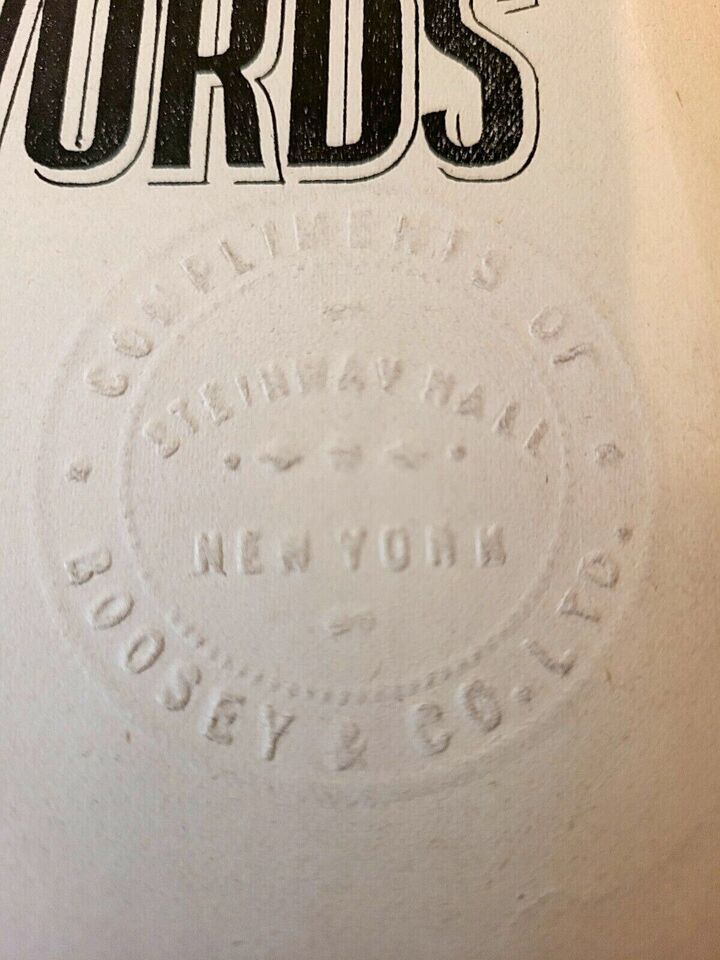 WORDS
COMPLIMENTS OF
STEINWAY HALL
NEW YORK
BOOSEY & CO. LTD.